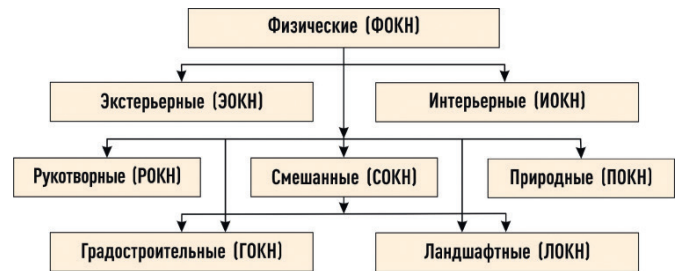 Физические (ФОКН)
Экстерьерные (ЭОКН)
Интерьерные (ИОКН)
Рукотворные (РОКН)
Смешанные (СОКН)
Природные (ПОКН)
Градостроительные (ГОКН)
Ландшафтные (ЛОКН)